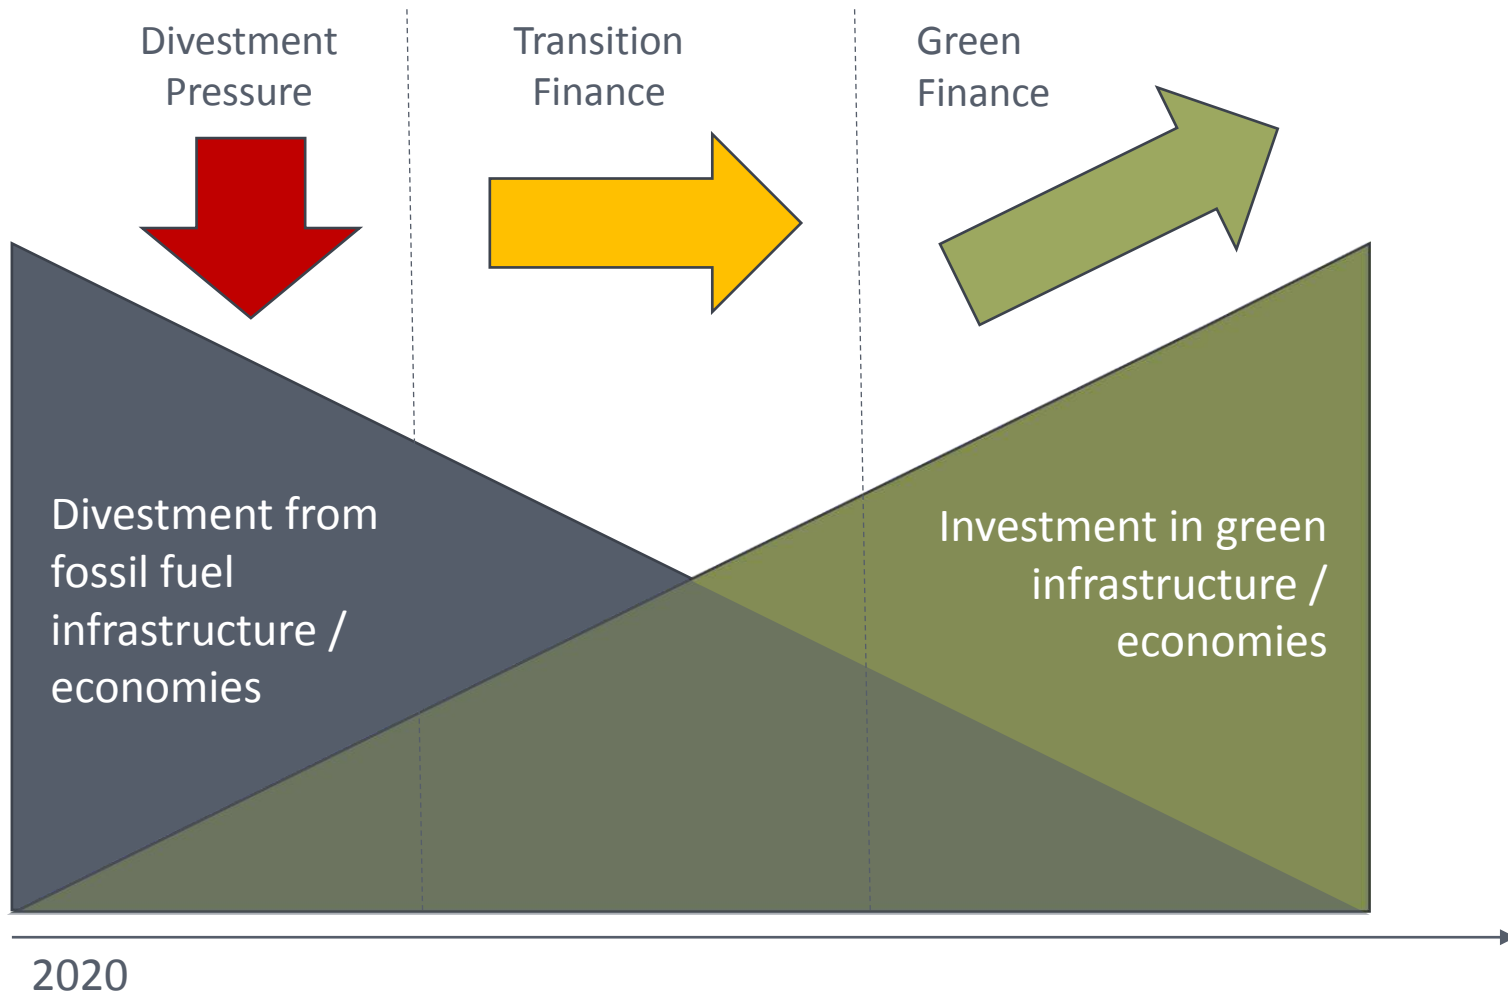 Divestment
Pressure
Transition
Finance
Green
Finance
Divestment from
fossil fuel
infrastructure /
economies
Investment in green
infrastructure /
economies
2020